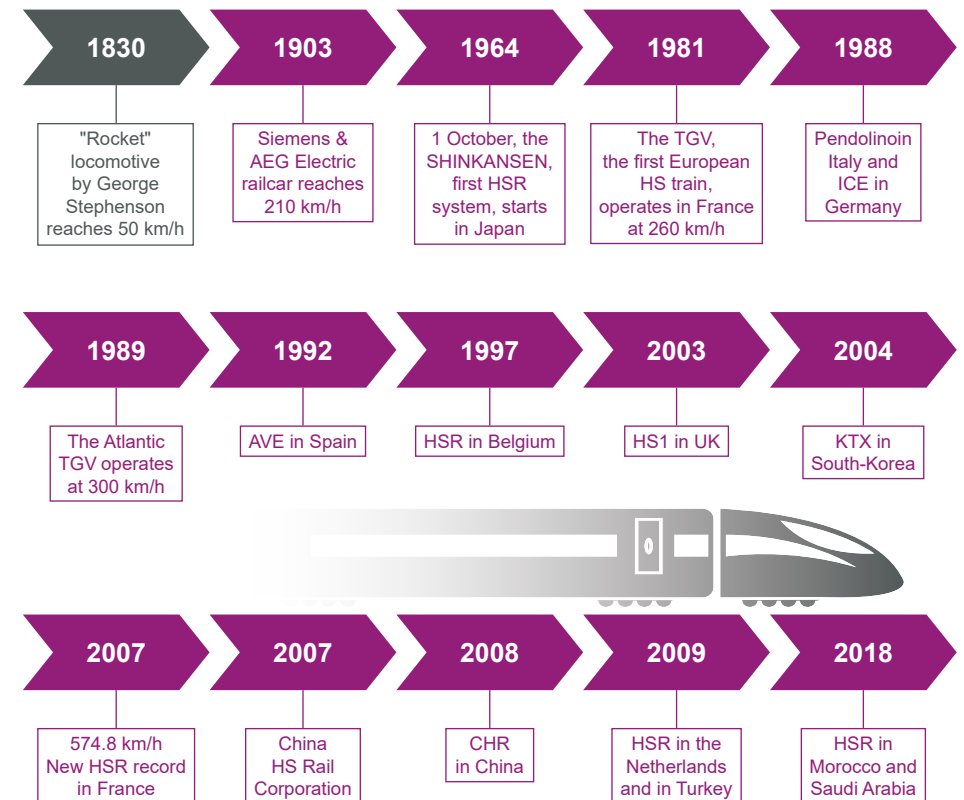 1830
1903
1964
1981
1988
"Rocket"
locomotive
by George
Stephenson
reaches 50 km/h
Siemens &
AEG Electric
railcar reaches
210 km/h
1 October, the
SHINKANSEN,
first HSR
system, starts
in Japan
The TGV,
the first European
HS train,
operates in France
at 260 km/h
Pendolinoin
Italy and
ICE in
Germany
1989
1992
1997
2003
2004
The Atlantic
TGV operates
at 300 km/h
AVE in Spain
HSR in Belgium
HS1 in UK
KTX in
South-Korea
2007
2007
2008
2009
2018
574.8 km/h
New HSR record
in France
China
HS Rail
Corporation
CHR
in China
HSR in the
Netherlands
and in Turkey
HSR in
Morocco and
Saudi Arabia